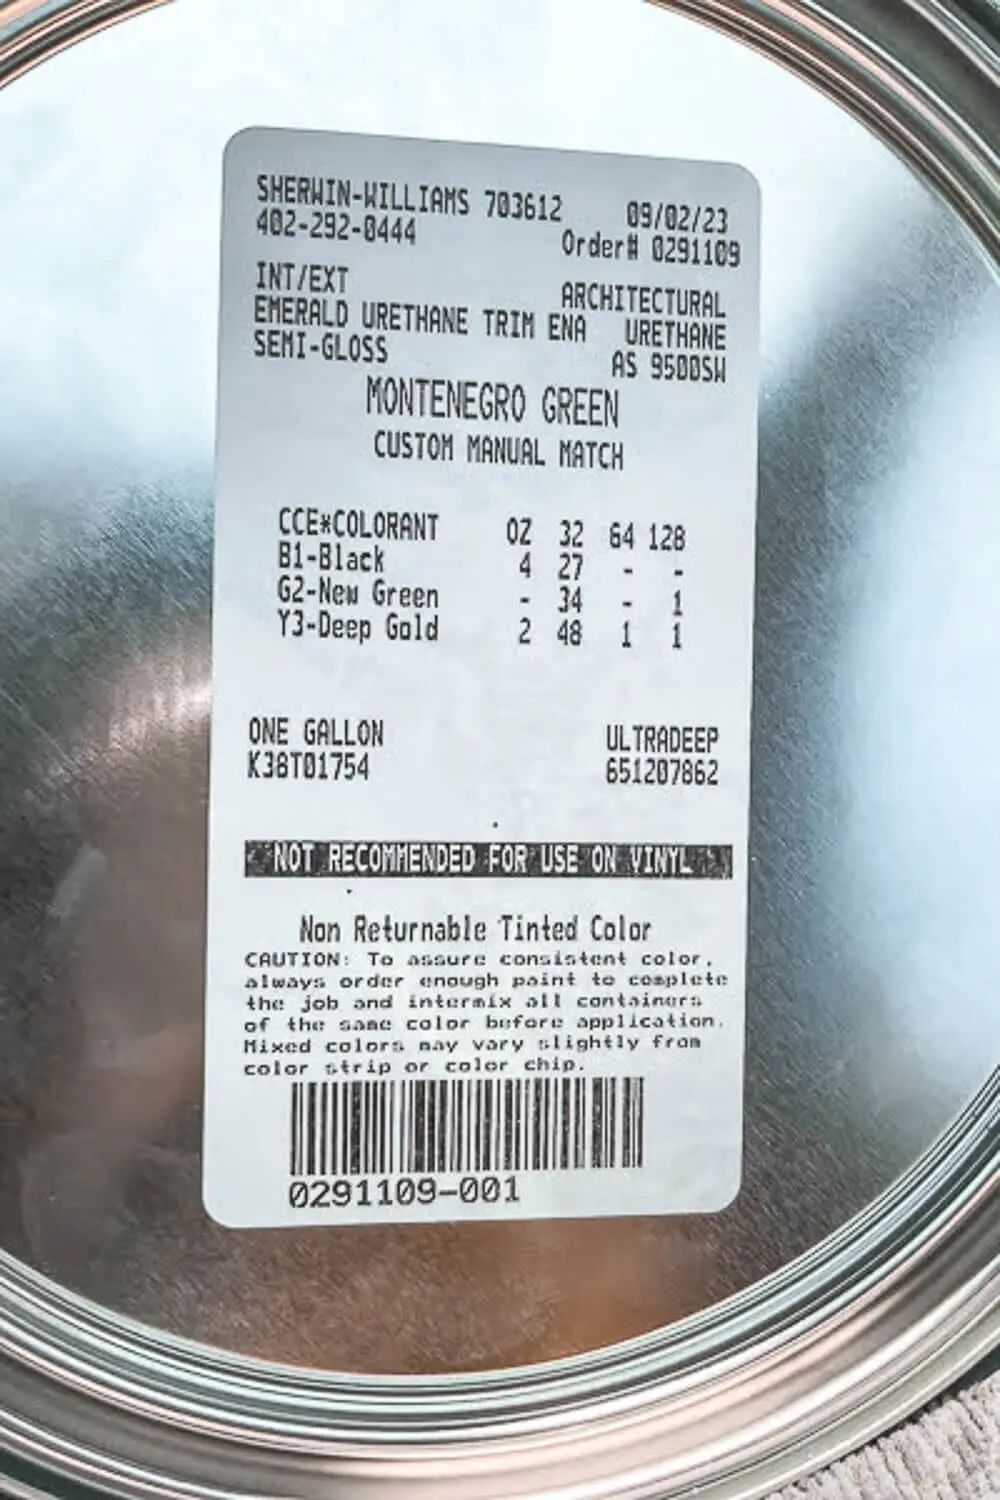 SHERWIN-WILLIAMS 703612 09/02/23
402-292-0444 Order# 0291109
INT/EXT ARCHITECTURAL
EMERALD URETHANE TRIM ENA URETHANE
SEMI-GLOSS AS 9500SW
MONTENEGRO GREEN
CUSTOM MANUAL MATCH
CCE*COLORANT OZ 32 64 128
B1-Black 4 27 - -
G2-New Green - 34 - 1
Y3-Deep Gold 2 48 1 1
ONE GALLON ULTRADEEP
K38T01754 651207862
NOT RECOMMENDED FOR USE ON VINYL
Non Returnable Tinted Color
CAUTION: To assure consistent color,
always order enough paint to complete
the job and intermix all containers
of the same color before application.
Mixed colors may vary slightly from
color strip or color chip.
0291109-001